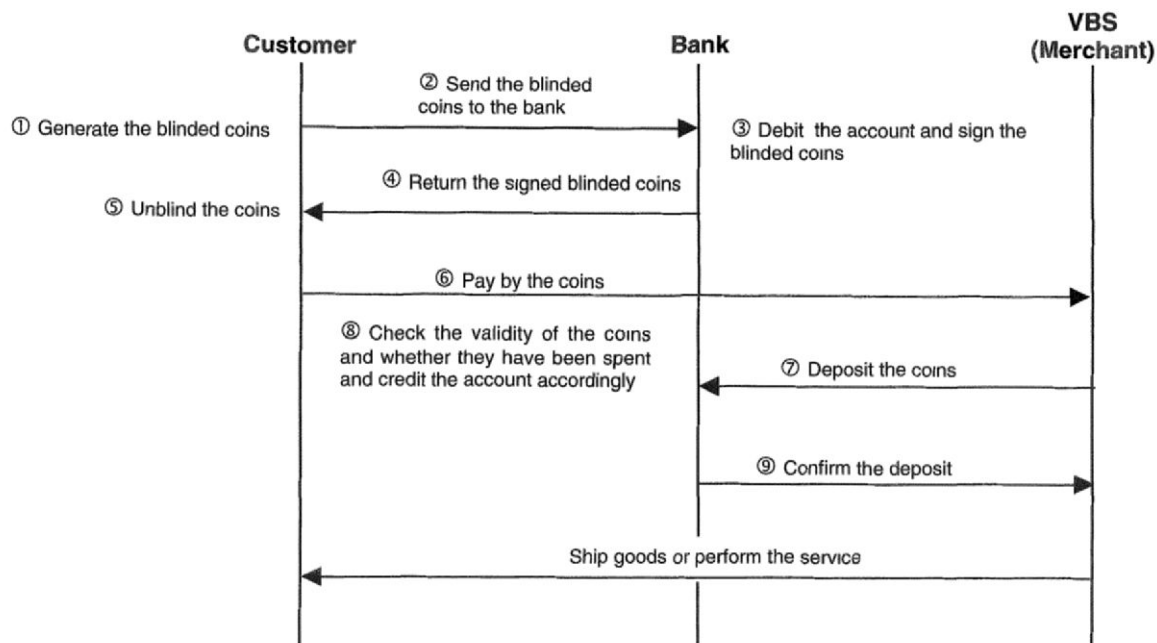 VBS
Customer Bank (Merchant)
② Send the blinded
coins to the bank
① Generate the blinded coins
③ Debit the account and sign the
blinded coins
④ Return the signed blinded coins
⑤ Unblind the coins
⑥ Pay by the coins
⑧ Check the validity of the coins
and whether they have been spent
and credit the account accordingly
⑦ Deposit the coins
⑨ Confirm the deposit
Ship goods or perform the service